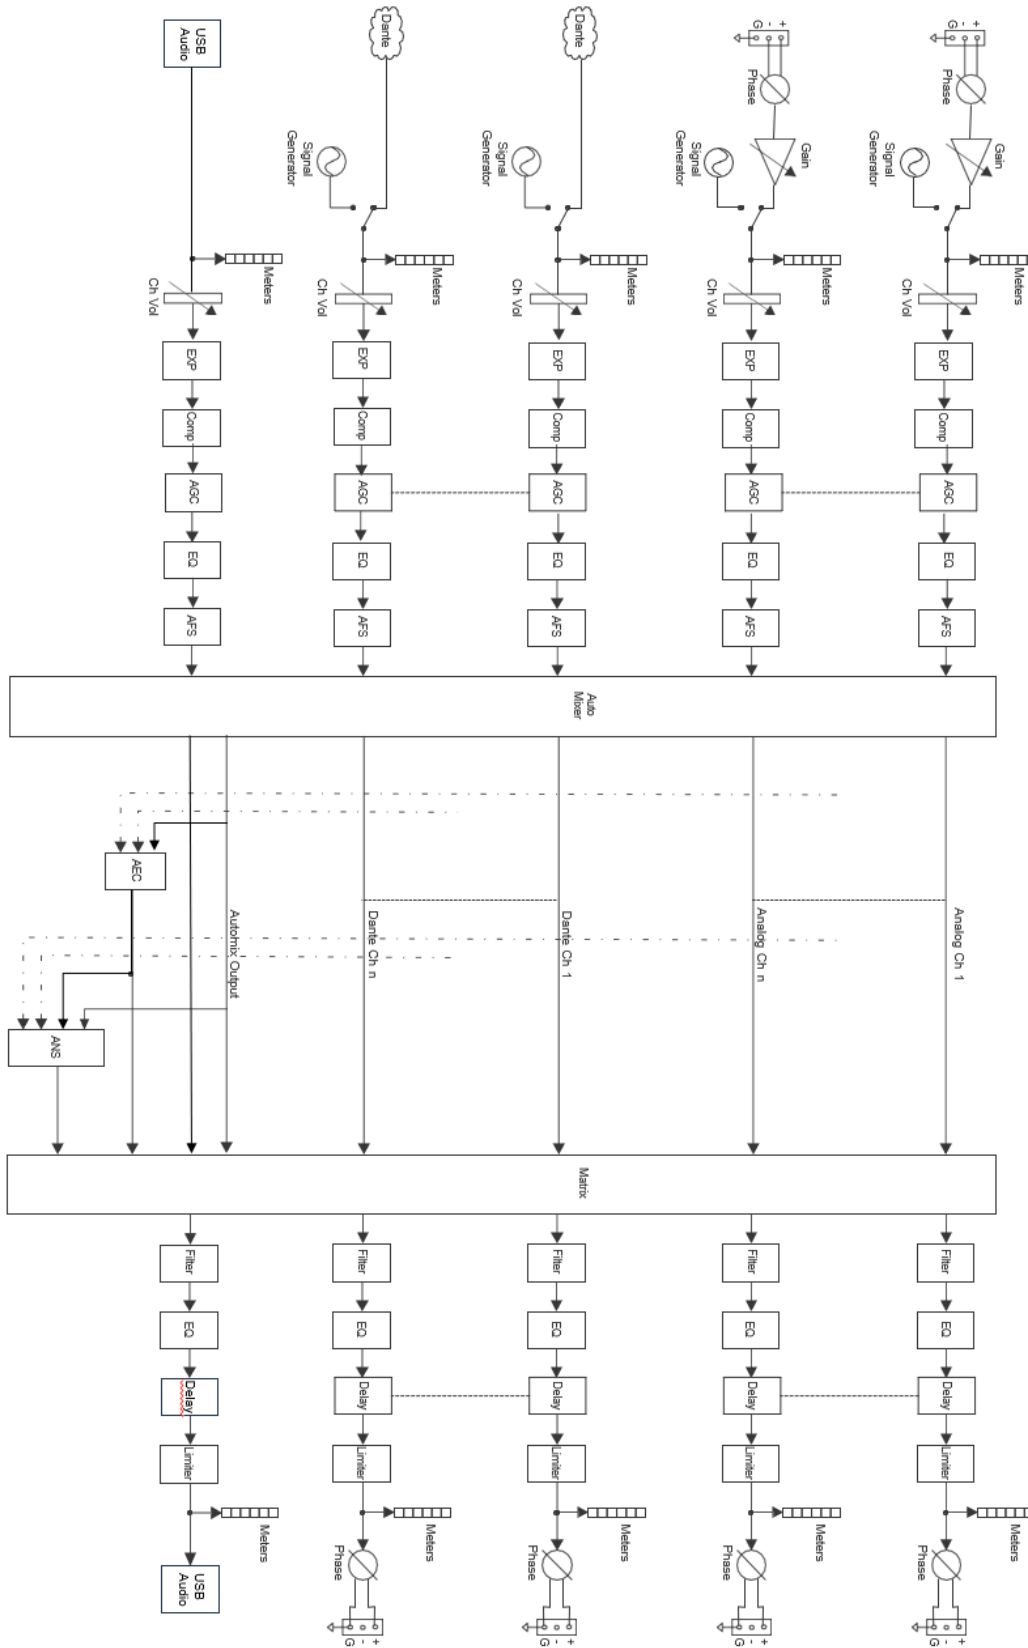 +
-
G
Phase
Gain
Signal
Generator
Meters
Ch Vol
EXP
Comp
AGC
EQ
AFS
Analog Ch 1
Filter
EQ
Delay
Limiter
Meters
Phase
+
-
G
+
-
G
Phase
Gain
Signal
Generator
Meters
Ch Vol
EXP
Comp
AGC
EQ
AFS
Analog Ch n
Filter
EQ
Delay
Limiter
Meters
Phase
+
-
G
Dante
Signal
Generator
Meters
Ch Vol
EXP
Comp
AGC
EQ
AFS
Auto
Mixer
Dante Ch 1
Matrix
Filter
EQ
Delay
Limiter
Meters
Phase
+
-
G
Dante
Signal
Generator
Meters
Ch Vol
EXP
Comp
AGC
EQ
AFS
Dante Ch n
Filter
EQ
Delay
Limiter
Meters
Phase
+
-
G
USB
Audio
Meters
Ch Vol
EXP
Comp
AGC
EQ
AFS
Automix Output
AEC
ANS
Filter
EQ
Delay
Limiter
Meters
USB
Audio